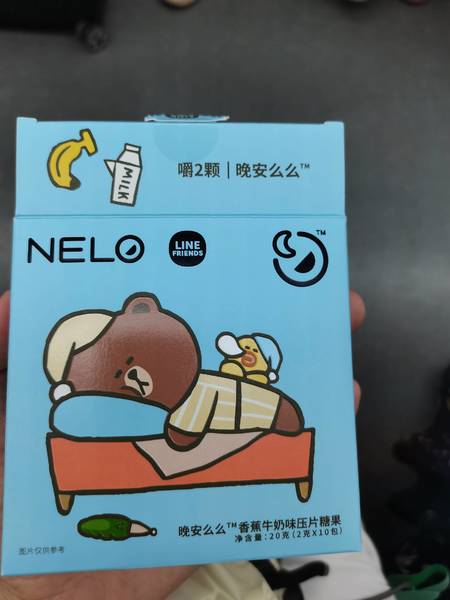 MILK
嚼2颗 | 晚安么么™
NELO
LINE
FRIENDS
TM
晚安么么™香蕉牛奶味压片糖果
净含量:20克(2克X10包)
图片仅供参考